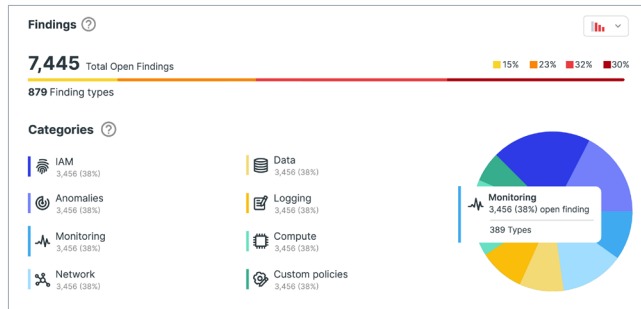 Findings ?
7,445 Total Open Findings
15% 23% 32% 30%
879 Finding types
Categories ?
IAM
3,456 (38%)
Data
3,456 (38%)
Anomalies
3,456 (38%)
Logging
3,456 (38%)
Monitoring
3,456 (38%)
Compute
3,456 (38%)
Network
3,456 (38%)
Custom policies
3,456 (38%)
Monitoring
3,456 (38%) open finding
389 Types